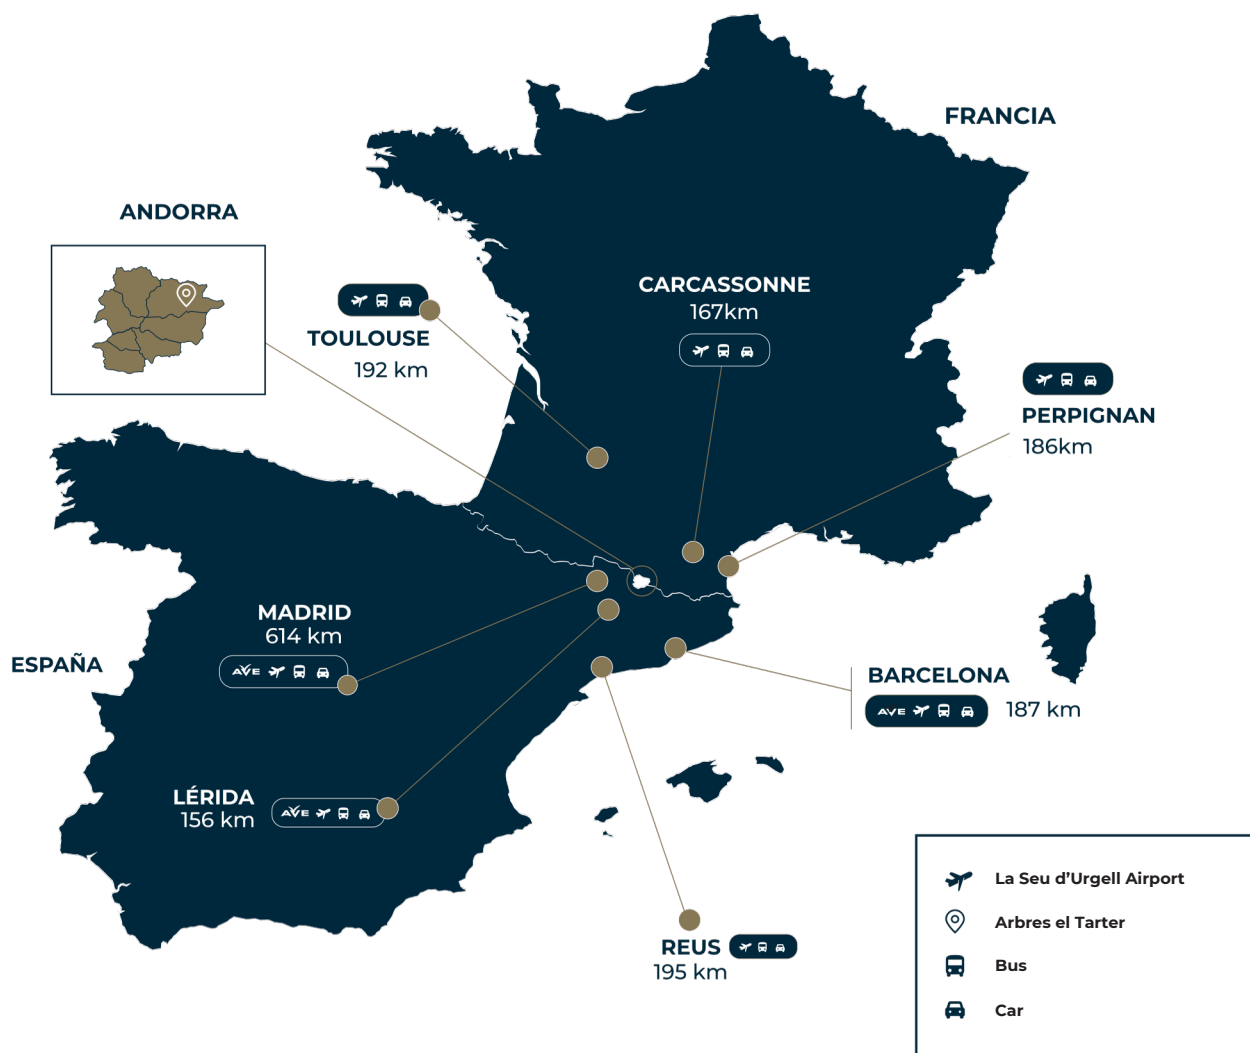 FRANCIA
ANDORRA
CARCASSONNE
167km
TOULOUSE
192 km
PERPIGNAN
186km
MADRID
614 km
AVE
ESPAÑA
BARCELONA
AVE
187 km
LÉRIDA
156 km
AVE
REUS
195 km
La Seu d’Urgell Airport
Arbres el Tarter
Bus
Car